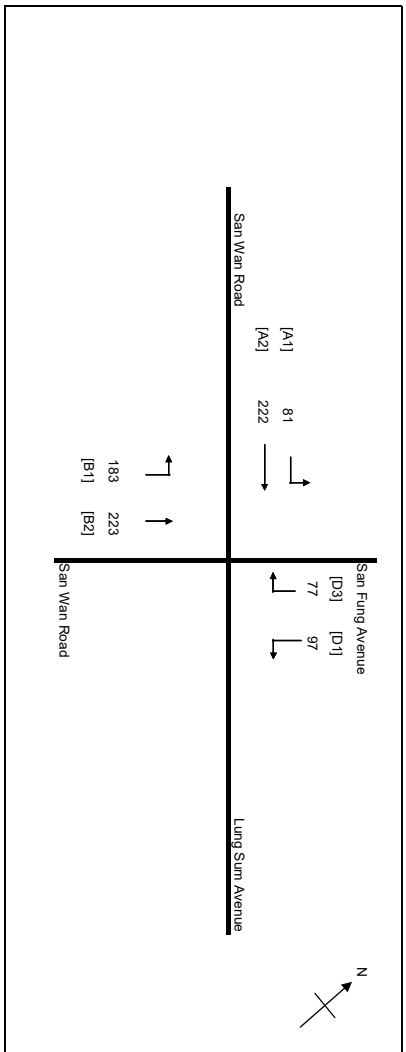 San Wan Road
[A1] 81
[A2] 222
[B1] 183
[B2] 223
San Fung Avenue
[D3] 77
[D1] 97
San Wan Road
Lung Sum Avenue
N